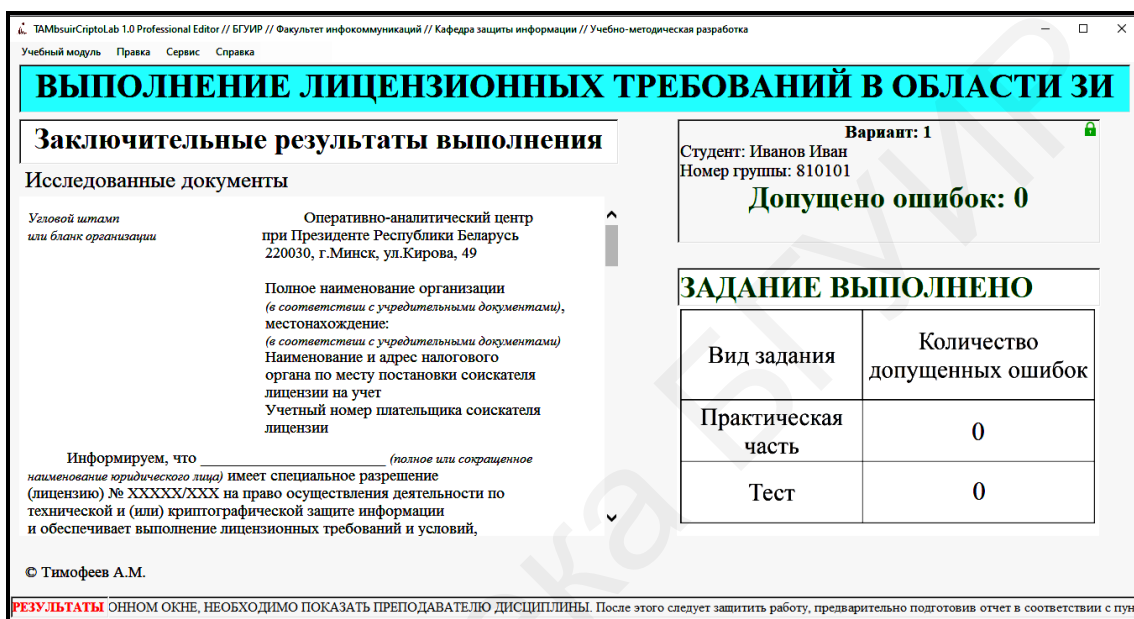 TAMbsuirCriptoLab 1.0 Professional Editor // БГУИР // Факультет инфокоммуникаций // Кафедра защиты информации // Учебно-методическая разработка
Учебный модуль Правка Сервис Справка
ВЫПОЛНЕНИЕ ЛИЦЕНЗИОННЫХ ТРЕБОВАНИЙ В ОБЛАСТИ ЗИ
Заключительные результаты выполнения
Исследованные документы
Угловой штамп
или бланк организации
Оперативно-аналитический центр
при Президенте Республики Беларусь
220030, г.Минск, ул.Кирова, 49
Полное наименование организации
(в соответствии с учредительными документами),
местонахождение:
(в соответствии с учредительными документами)
Наименование и адрес налогового
органа по месту постановки соискателя
лицензии на учет
Учетный номер плательщика соискателя
лицензии
Информируем, что __________________________ (полное или сокращенное
наименование юридического лица) имеет специальное разрешение
(лицензию) № XXXXX/XXX на право осуществления деятельности по
технической и (или) криптографической защите информации
и обеспечивает выполнение лицензионных требований и условий,
Вариант: 1
Студент: Иванов Иван
Номер группы: 810101
Допущено ошибок: 0
ЗАДАНИЕ ВЫПОЛНЕНО
Вид задания
Количество
допущенных ошибок
Практическая
часть
0
Тест
0
© Тимофеев А.М.
РЕЗУЛЬТАТЫ ОННОМ ОКНЕ, НЕОБХОДИМО ПОКАЗАТЬ ПРЕПОДАВАТЕЛЮ ДИСЦИПЛИНЫ. После этого следует защитить работу, предварительно подготовив отчет в соответствии с пун
БГУИР